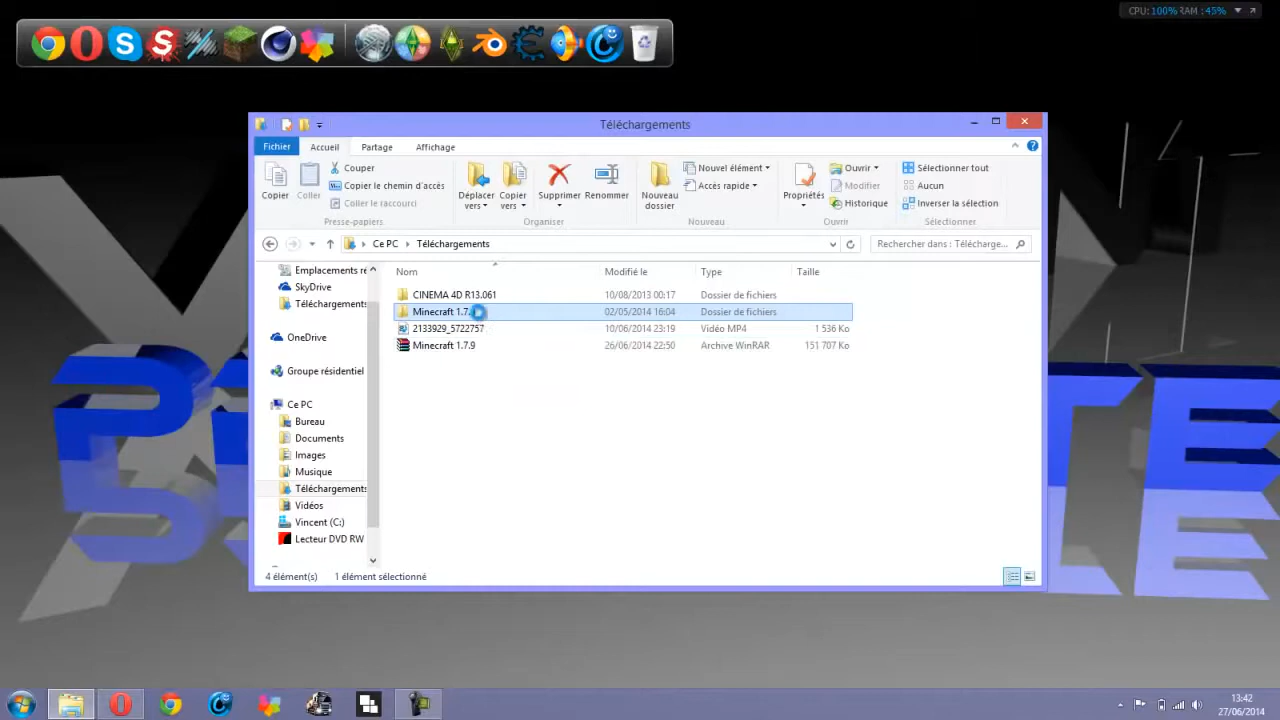 CPU: 100% RAM : 45%
Téléchargements
Fichier Accueil Partage Affichage
Copier
Coller
Couper
Copier le chemin d'accès
Coller le raccourci
Presse-papiers
Déplacer vers
Copier vers
Supprimer
Renommer
Organiser
Nouveau dossier
Nouvel élément
Accès rapide
Nouveau
Propriétés
Ouvrir
Modifier
Historique
Ouvrir
Sélectionner tout
Aucun
Inverser la sélection
Sélectionner
Ce PC Téléchargements
Rechercher dans : Télécharge...
Nom Modifié le Type Taille
CINEMA 4D R13.061 10/08/2013 00:17 Dossier de fichiers
Minecraft 1.7. 02/05/2014 16:04 Dossier de fichiers
2133929_5722757 10/06/2014 23:19 Vidéo MP4 1 536 Ko
Minecraft 1.7.9 26/06/2014 22:50 Archive WinRAR 151 707 Ko
Emplacements ré
SkyDrive
Téléchargements
OneDrive
Groupe résidentiel
Ce PC
Bureau
Documents
Images
Musique
Téléchargements
Vidéos
Vincent (C:)
Lecteur DVD RW
4 élément(s) 1 élément sélectionné
13:42
27/06/2014